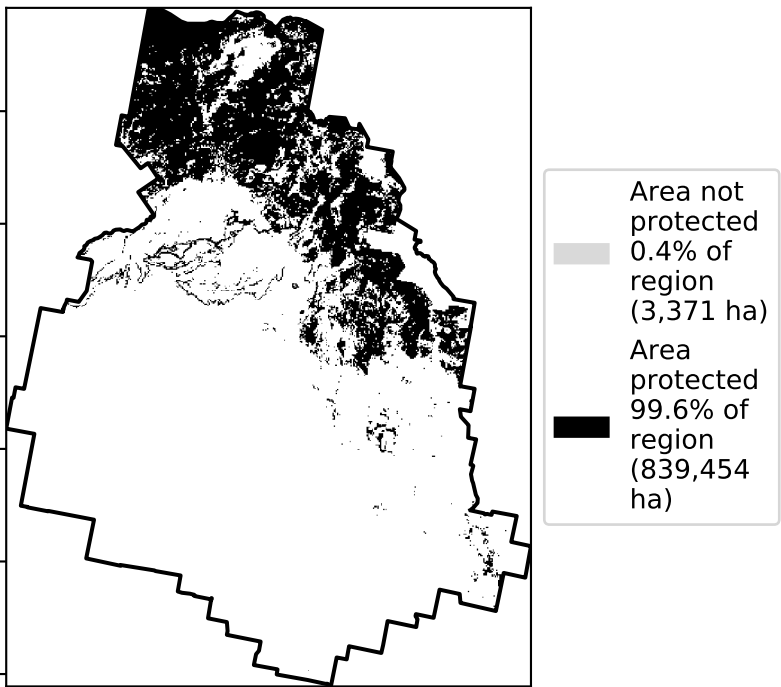 Area not
protected
0.4% of
region
(3,371 ha)
Area
protected
99.6% of
region
(839,454
ha)